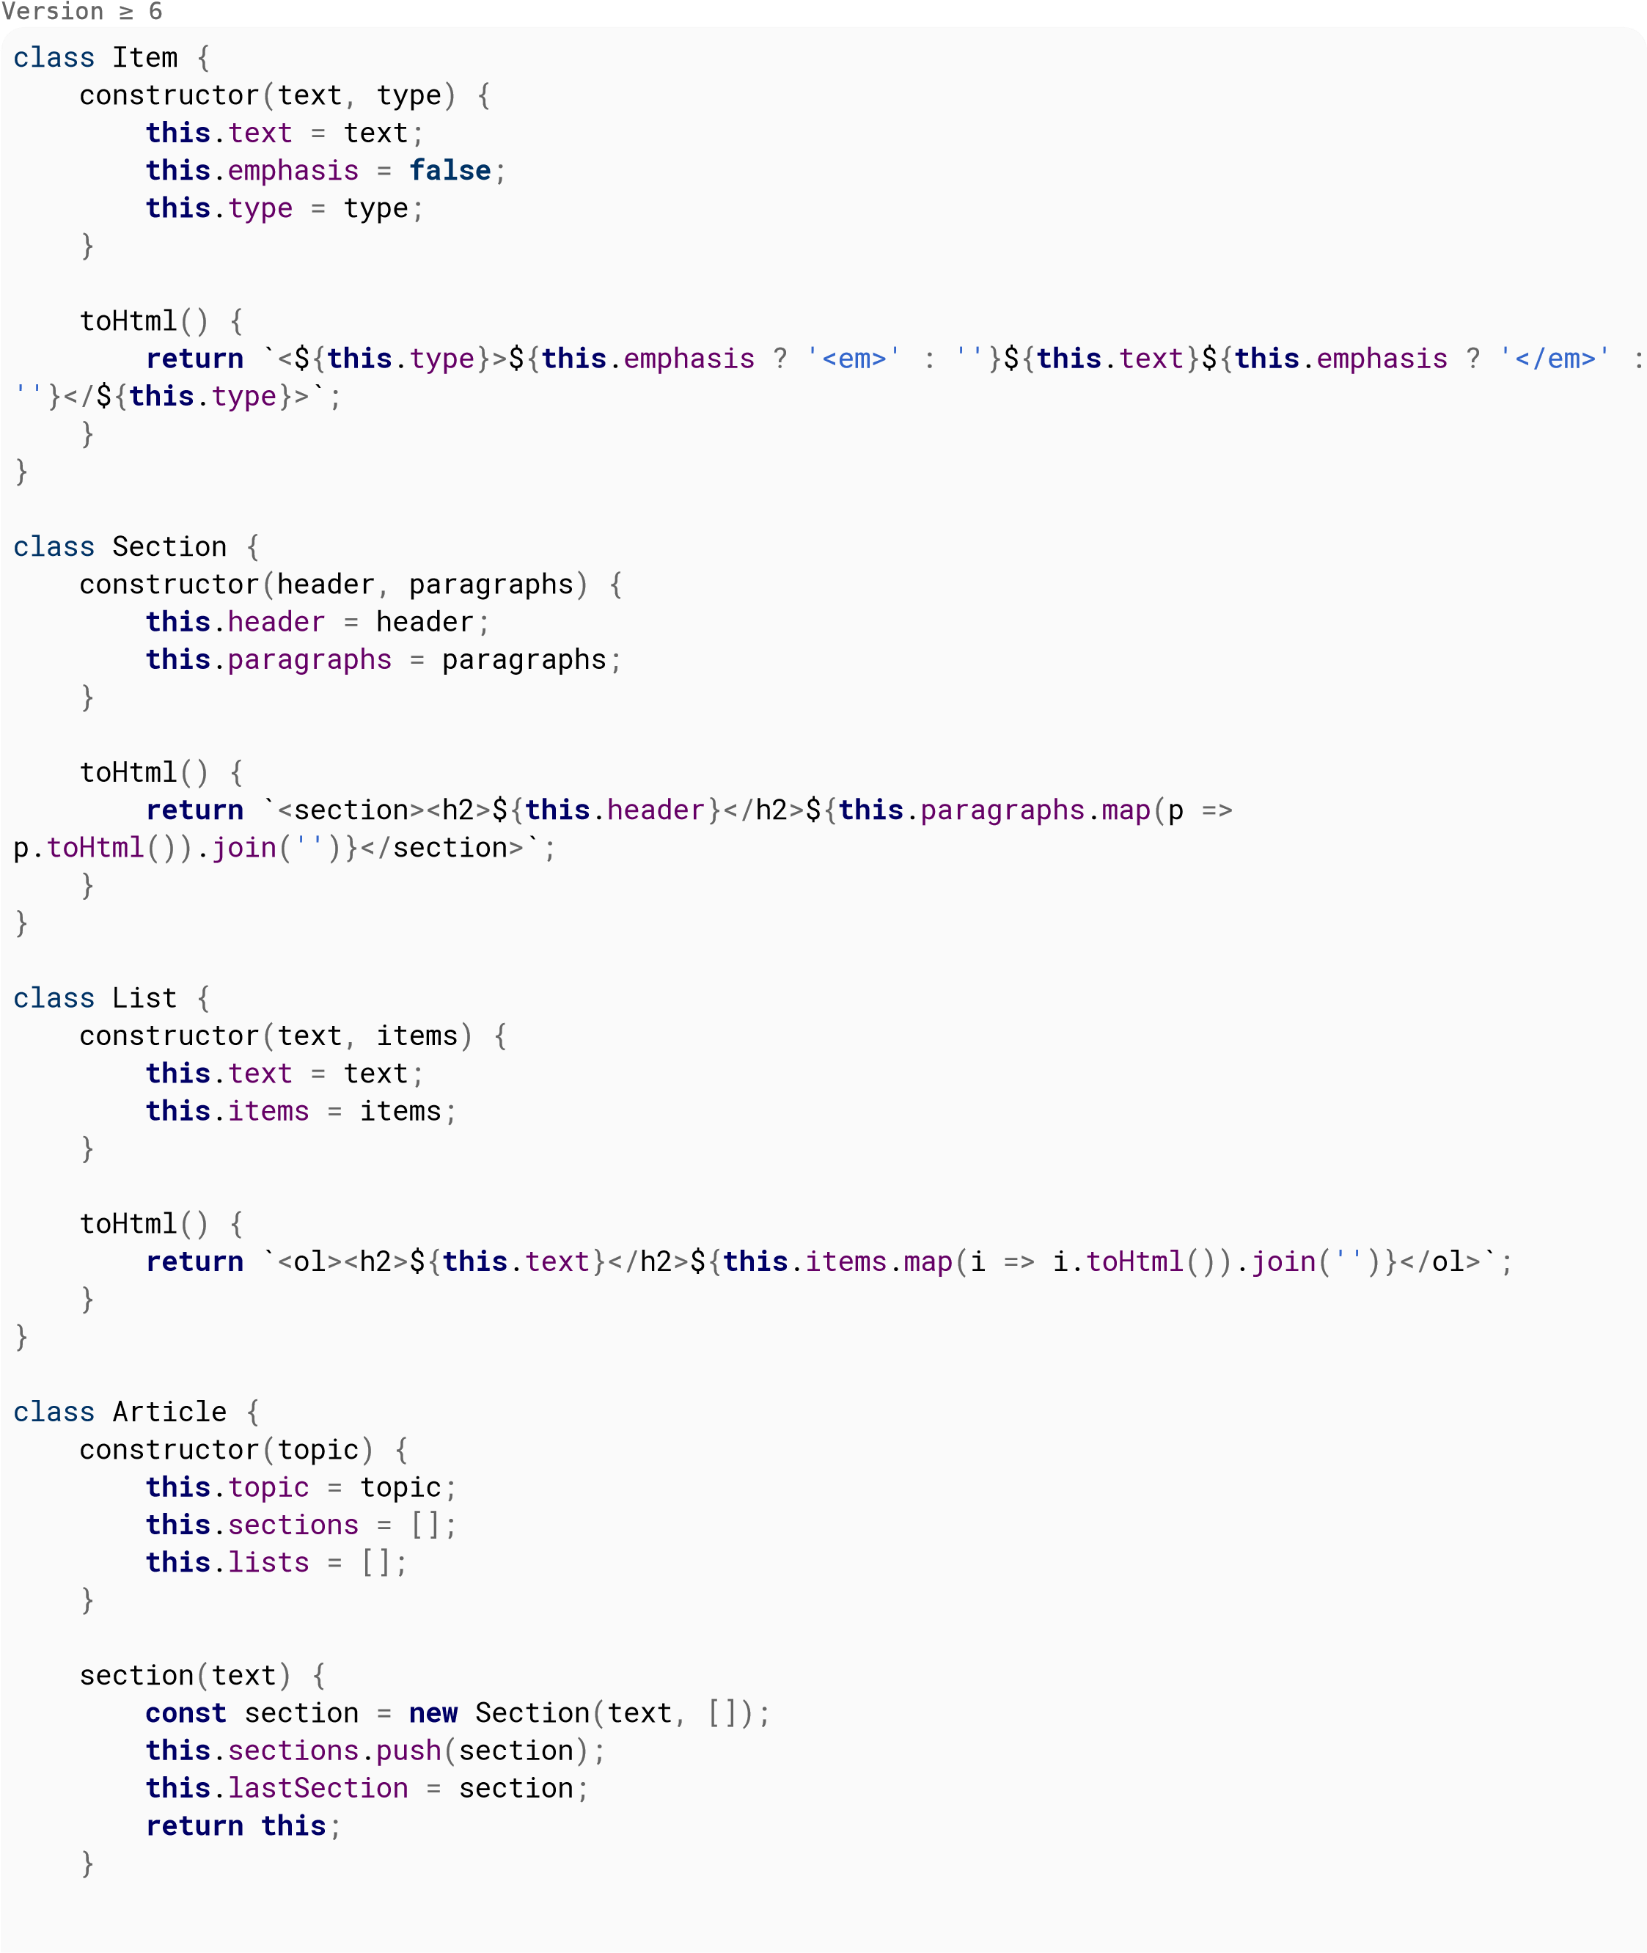 Version ≥ 6
class Item {
    constructor(text, type) {
        this.text = text;
        this.emphasis = false;
        this.type = type;
    }

    toHtml() {
        return `<${this.type}>${this.emphasis ? '<em>' : ''}${this.text}${this.emphasis ? '</em>' :
''}</${this.type}>`;
    }
}

class Section {
    constructor(header, paragraphs) {
        this.header = header;
        this.paragraphs = paragraphs;
    }

    toHtml() {
        return `<section><h2>${this.header}</h2>${this.paragraphs.map(p =>
p.toHtml()).join('')}</section>`;
    }
}

class List {
    constructor(text, items) {
        this.text = text;
        this.items = items;
    }

    toHtml() {
        return `<ol><h2>${this.text}</h2>${this.items.map(i => i.toHtml()).join('')}</ol>`;
    }
}

class Article {
    constructor(topic) {
        this.topic = topic;
        this.sections = [];
        this.lists = [];
    }

    section(text) {
        const section = new Section(text, []);
        this.sections.push(section);
        this.lastSection = section;
        return this;
    }